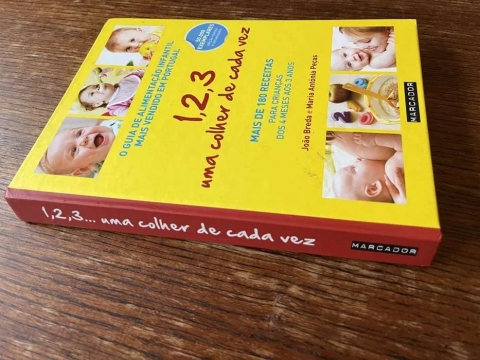 O GUIA DE ALIMENTAÇÃO INFANTIL
MAIS VENDIDO EM PORTUGAL
1, 2, 3
uma colher de cada vez
MAIS DE 180 RECEITAS
PARA CRIANÇAS
DOS 4 MESES AOS 3 ANOS
João Breda e Maria Antónia Peças
MARCADOR
1, 2, 3... uma colher de cada vez
MARCADOR